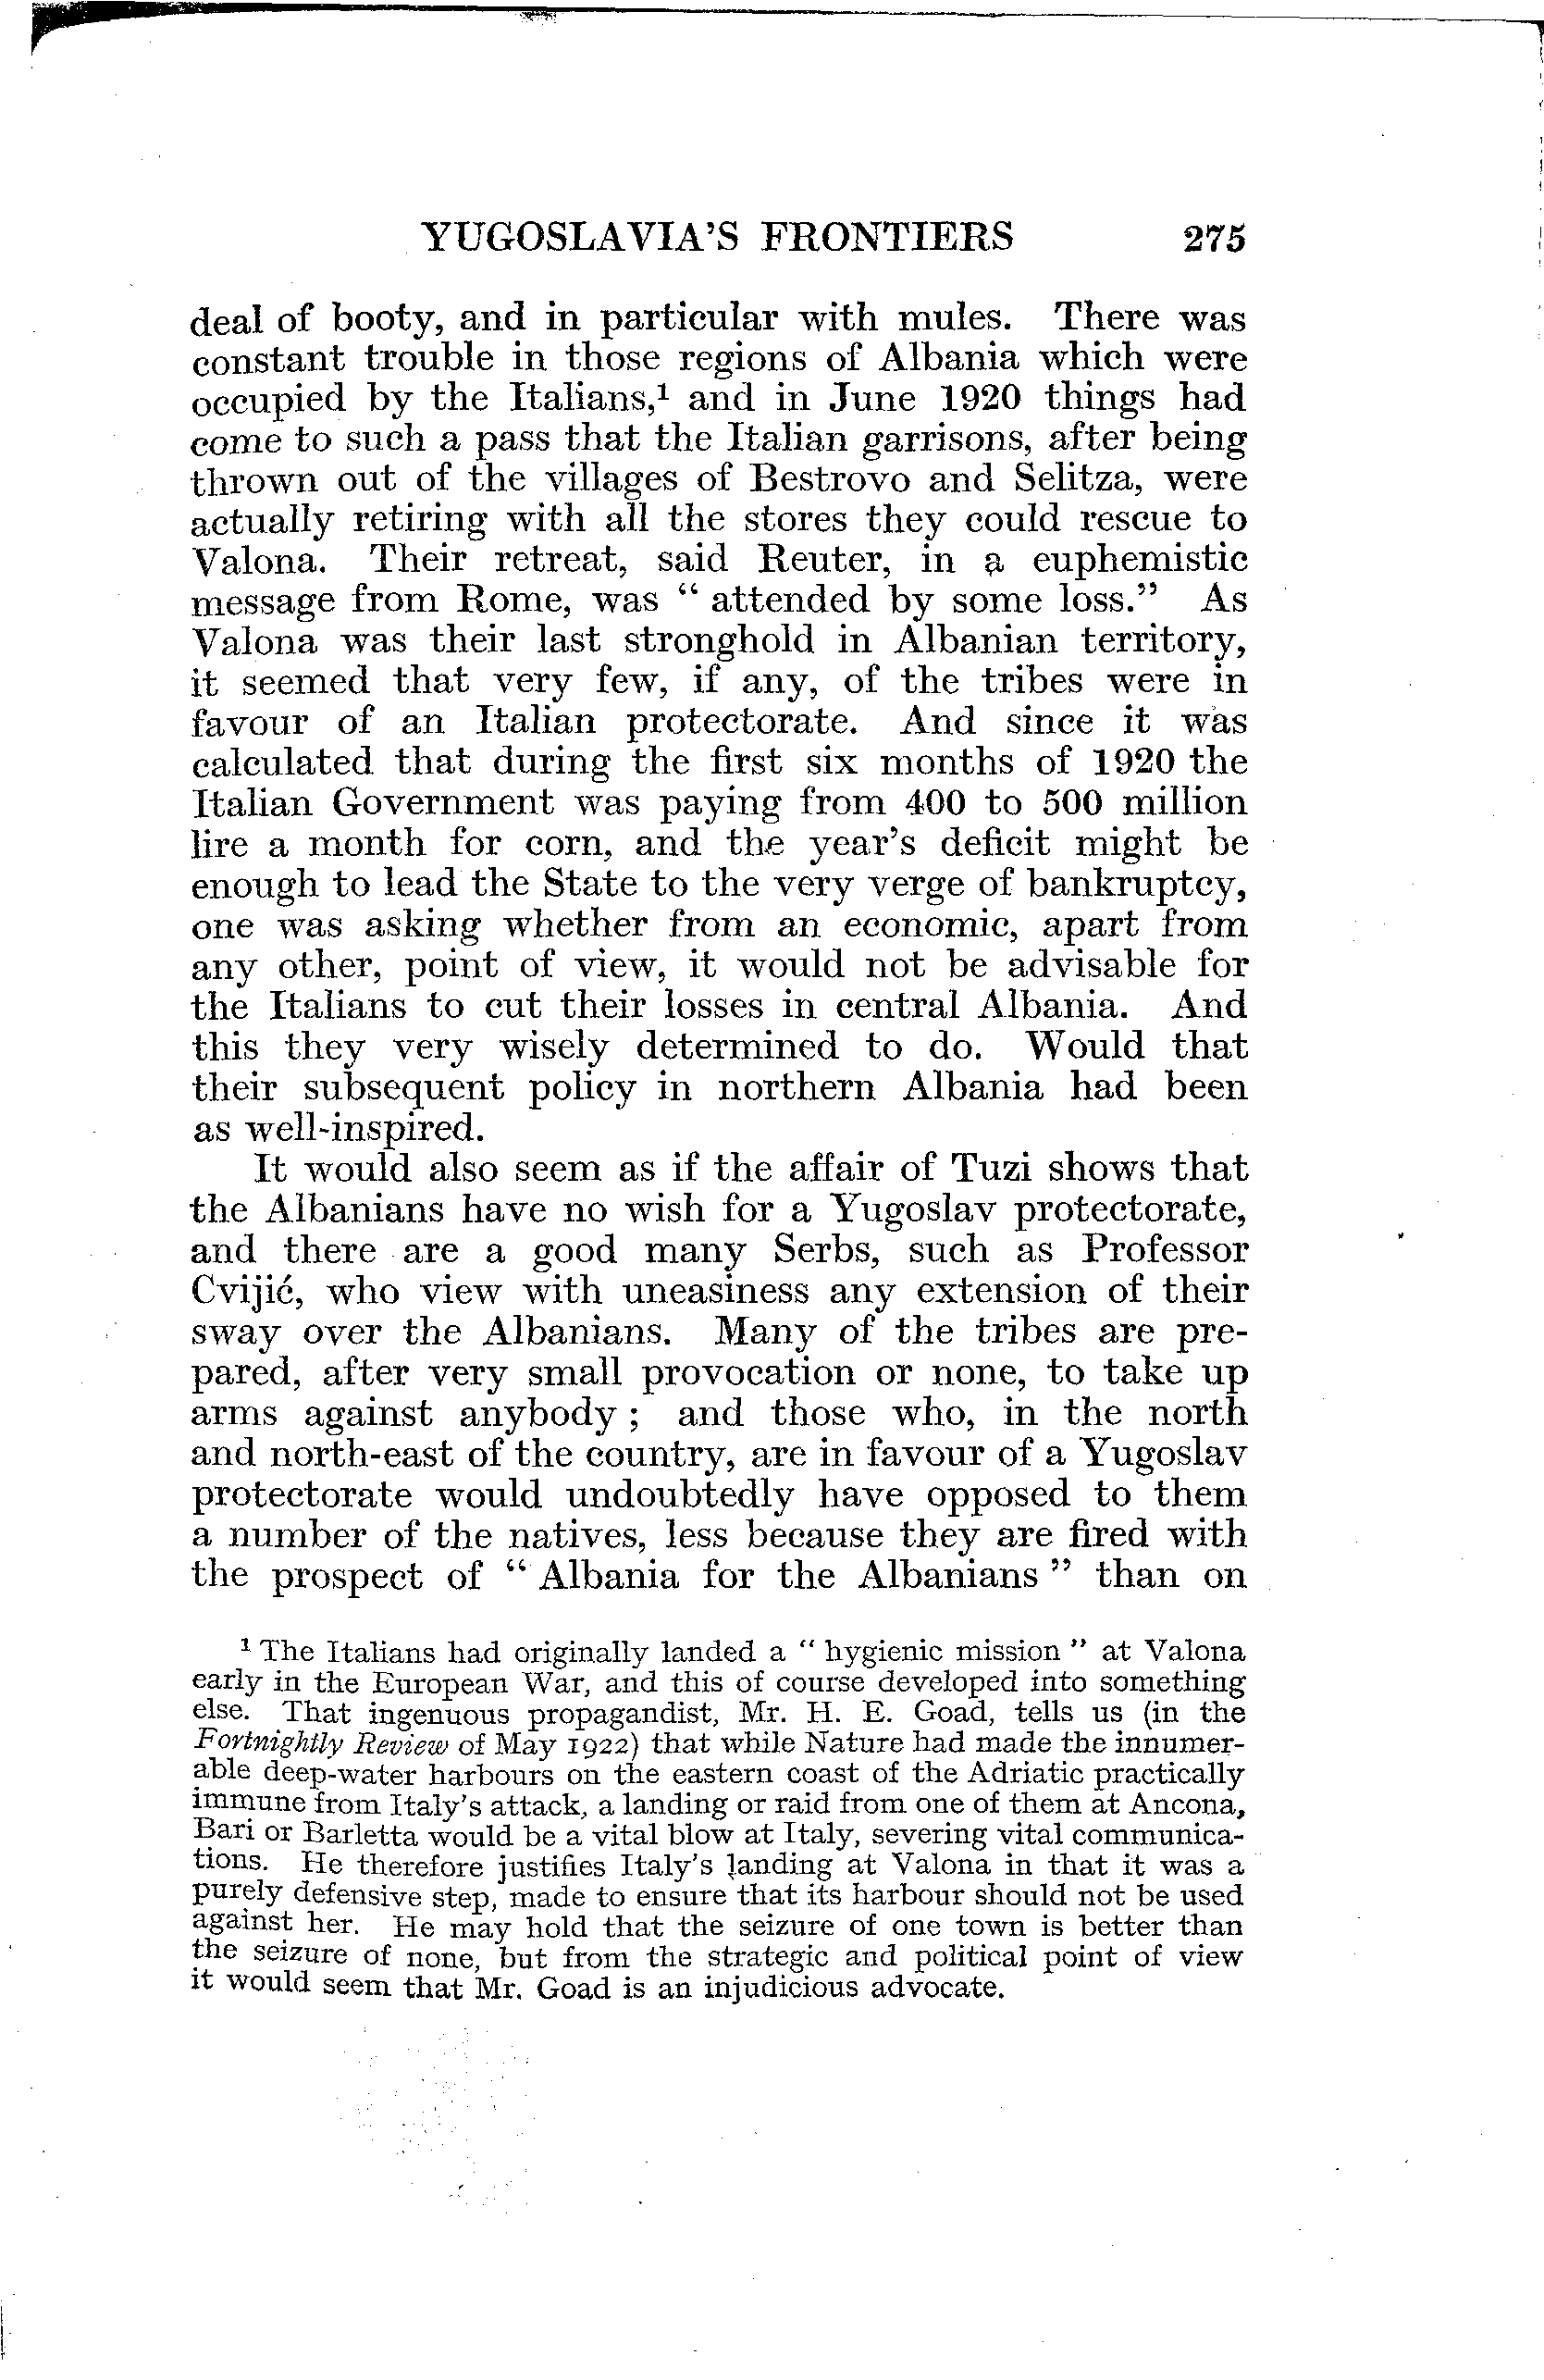 YUGOSLAVIA'S FRONTIERS 275
deal of booty, and in particular with mules. There was
constant trouble in those regions of Albania which were
occupied by the Italians,¹ and in June 1920 things had
come to such a pass that the Italian garrisons, after being
thrown out of the villages of Bestrovo and Selitza, were
actually retiring with all the stores they could rescue to
Valona. Their retreat, said Reuter, in a euphemistic
message from Rome, was “ attended by some loss.” As
Valona was their last stronghold in Albanian territory,
it seemed that very few, if any, of the tribes were in
favour of an Italian protectorate. And since it was
calculated that during the first six months of 1920 the
Italian Government was paying from 400 to 500 million
lire a month for corn, and the year's deficit might be
enough to lead the State to the very verge of bankruptcy,
one was asking whether from an economic, apart from
any other, point of view, it would not be advisable for
the Italians to cut their losses in central Albania. And
this they very wisely determined to do. Would that
their subsequent policy in northern Albania had been
as well-inspired.
It would also seem as if the affair of Tuzi shows that
the Albanians have no wish for a Yugoslav protectorate,
and there are a good many Serbs, such as Professor
Cvijić, who view with uneasiness any extension of their
sway over the Albanians. Many of the tribes are pre-
pared, after very small provocation or none, to take up
arms against anybody ; and those who, in the north
and north-east of the country, are in favour of a Yugoslav
protectorate would undoubtedly have opposed to them
a number of the natives, less because they are fired with
the prospect of “ Albania for the Albanians ” than on
¹ The Italians had originally landed a “ hygienic mission ” at Valona
early in the European War, and this of course developed into something
else. That ingenuous propagandist, Mr. H. E. Goad, tells us (in the
Fortnightly Review of May 1922) that while Nature had made the innumer-
able deep-water harbours on the eastern coast of the Adriatic practically
immune from Italy's attack, a landing or raid from one of them at Ancona,
Bari or Barletta would be a vital blow at Italy, severing vital communica-
tions. He therefore justifies Italy's landing at Valona in that it was a
purely defensive step, made to ensure that its harbour should not be used
against her. He may hold that the seizure of one town is better than
the seizure of none, but from the strategic and political point of view
it would seem that Mr. Goad is an injudicious advocate.